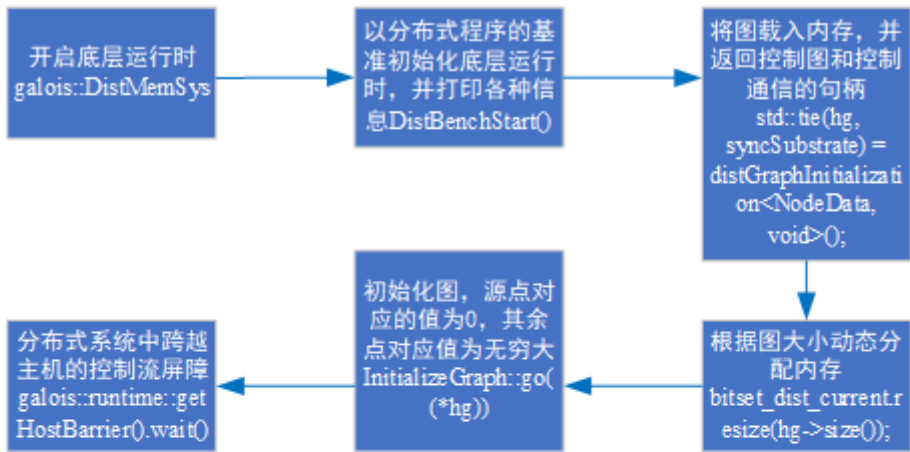 开启底层运行时
galois::DistMemSys
以分布式程序的基
准初始化底层运行
时，并打印各种信
息DistBenchStart()
将图载入内存，并
返回控制图和控制
通信的句柄
std::tie(hg,
syncSubstrate) =
distGraphInitializati
on<NodeData,
void>();
根据图大小动态分
配内存
bitset_dist_current.r
esize(hg->size());
初始化图，源点对
应的值为0，其余
点对应值为无穷大
InitializeGraph::go(
(*hg))
分布式系统中跨越
主机的控制流屏障
galois::runtime::get
HostBarrier().wait()